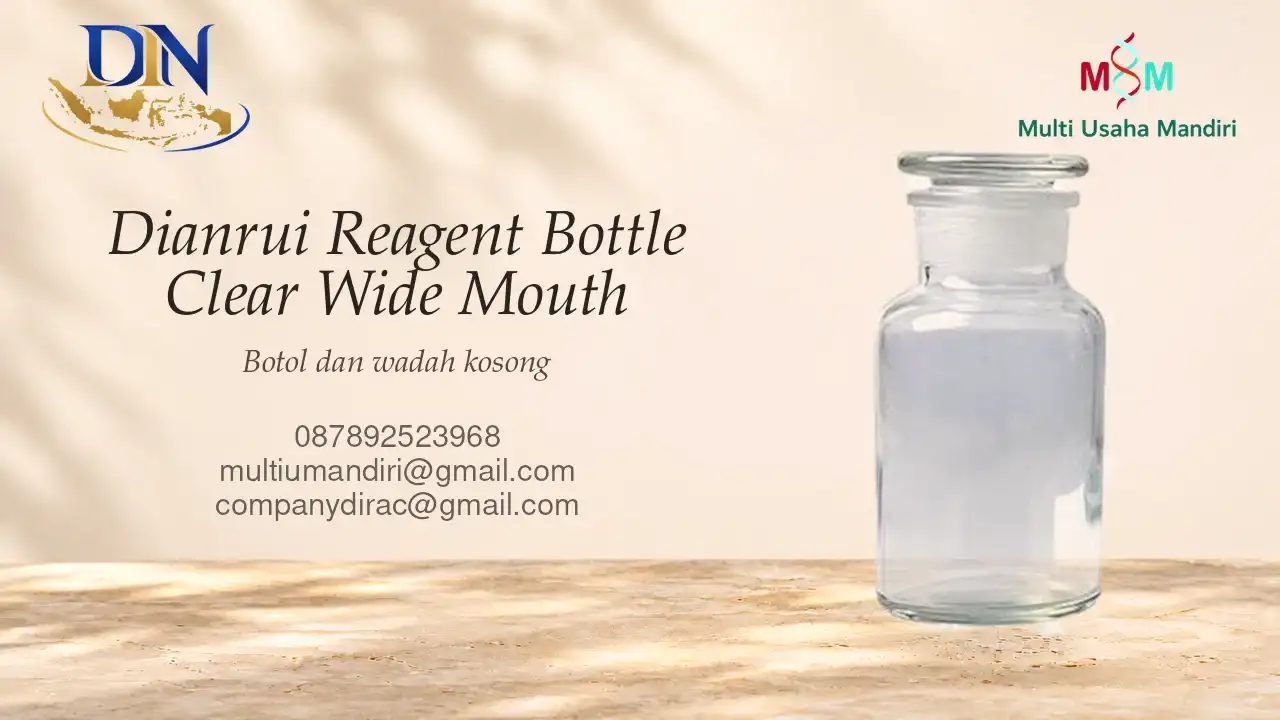 DIN
M M
Multi Usaha Mandiri
Dianrui Reagent Bottle
Clear Wide Mouth
Botol dan wadah kosong
087892523968
multiumandiri@gmail.com
companydirac@gmail.com